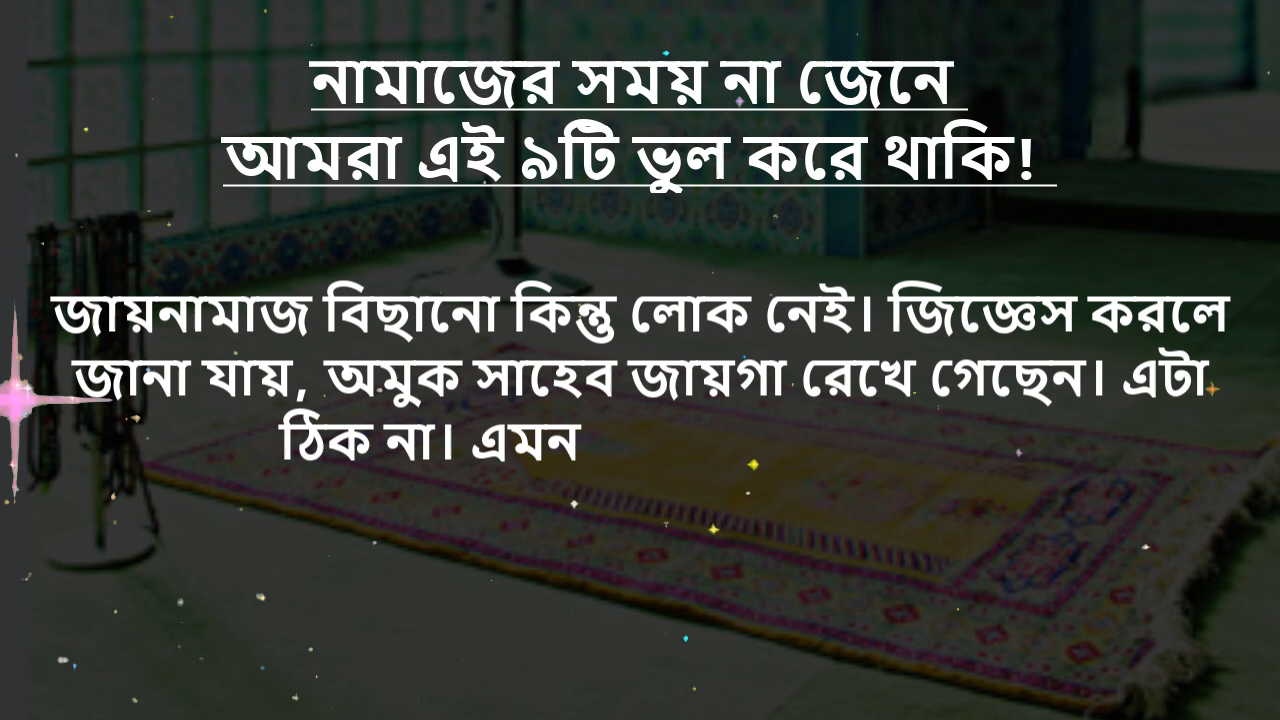 নামাজের সময় না জেনে
আমরা এই ৯টি ভুল করে থাকি!
জায়নামাজ বিছানো কিন্তু লোক নেই। জিজ্ঞেস করলে
জানা যায়, অমুক সাহেব জায়গা রেখে গেছেন। এটা
ঠিক না। এমন